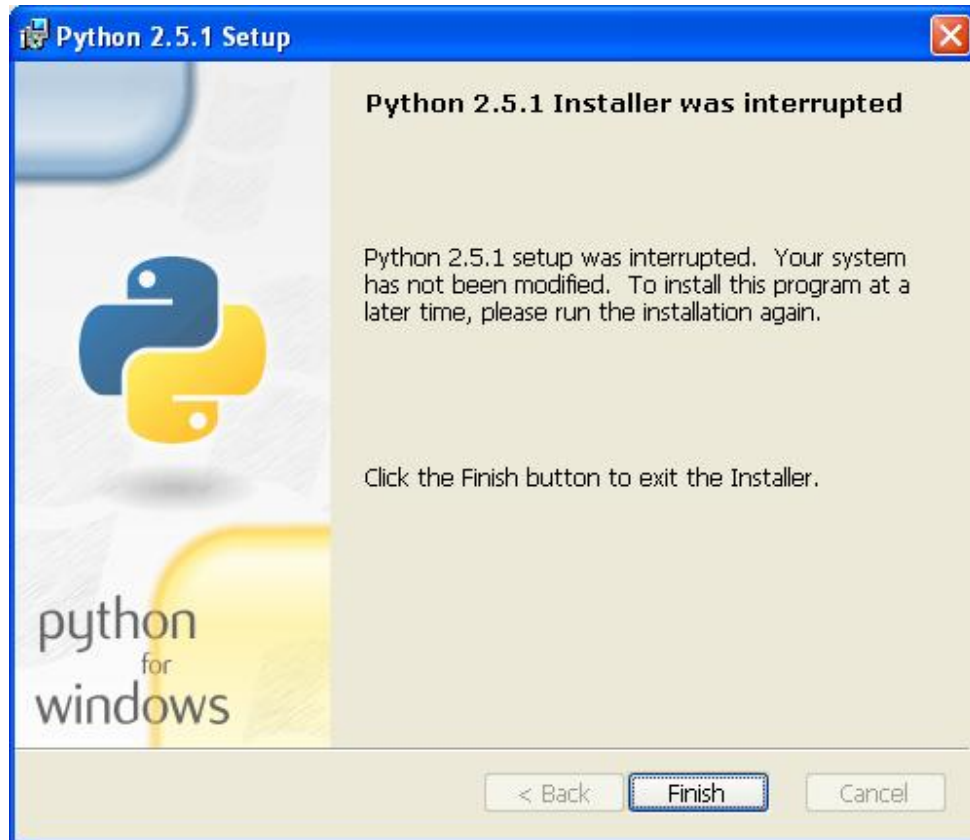 Python 2.5.1 Setup
Python 2.5.1 Installer was interrupted
Python 2.5.1 setup was interrupted.  Your system
has not been modified.  To install this program at a
later time, please run the installation again.
Click the Finish button to exit the Installer.
python
for
windows
< Back
Finish
Cancel